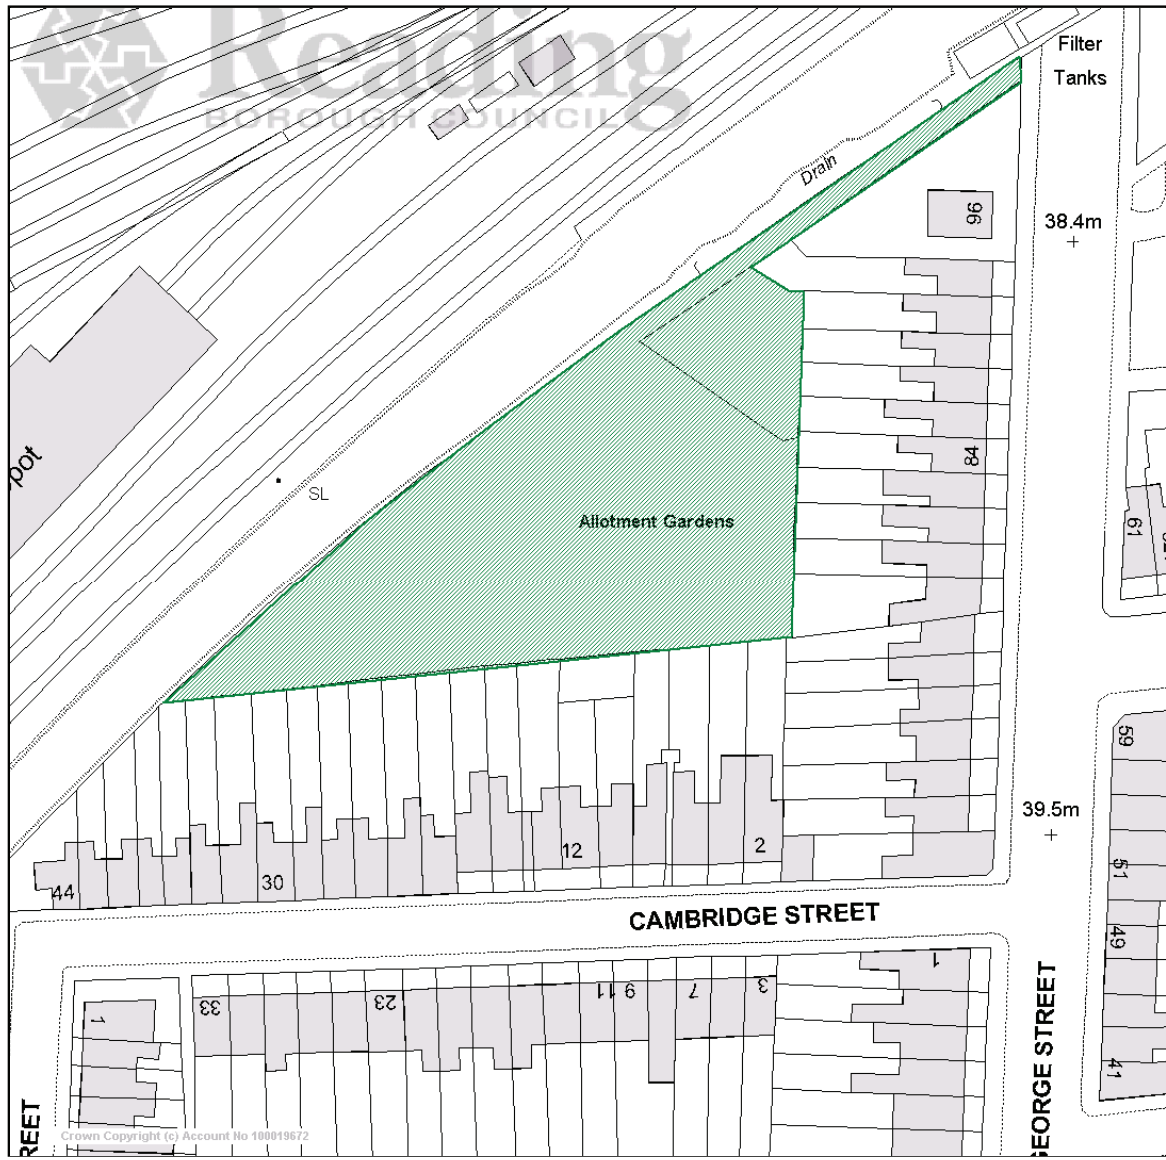 Reading
BOROUGH COUNCIL
Filter
Tanks
Drain
96
38.4m
84
pot
SL
Allotment Gardens
61
59
39.5m
51
2
12
30
44
CAMBRIDGE STREET
49
1
3
7
9
11
23
33
1
41
GEORGE STREET
REET
Crown Copyright (c) Account No 100019672